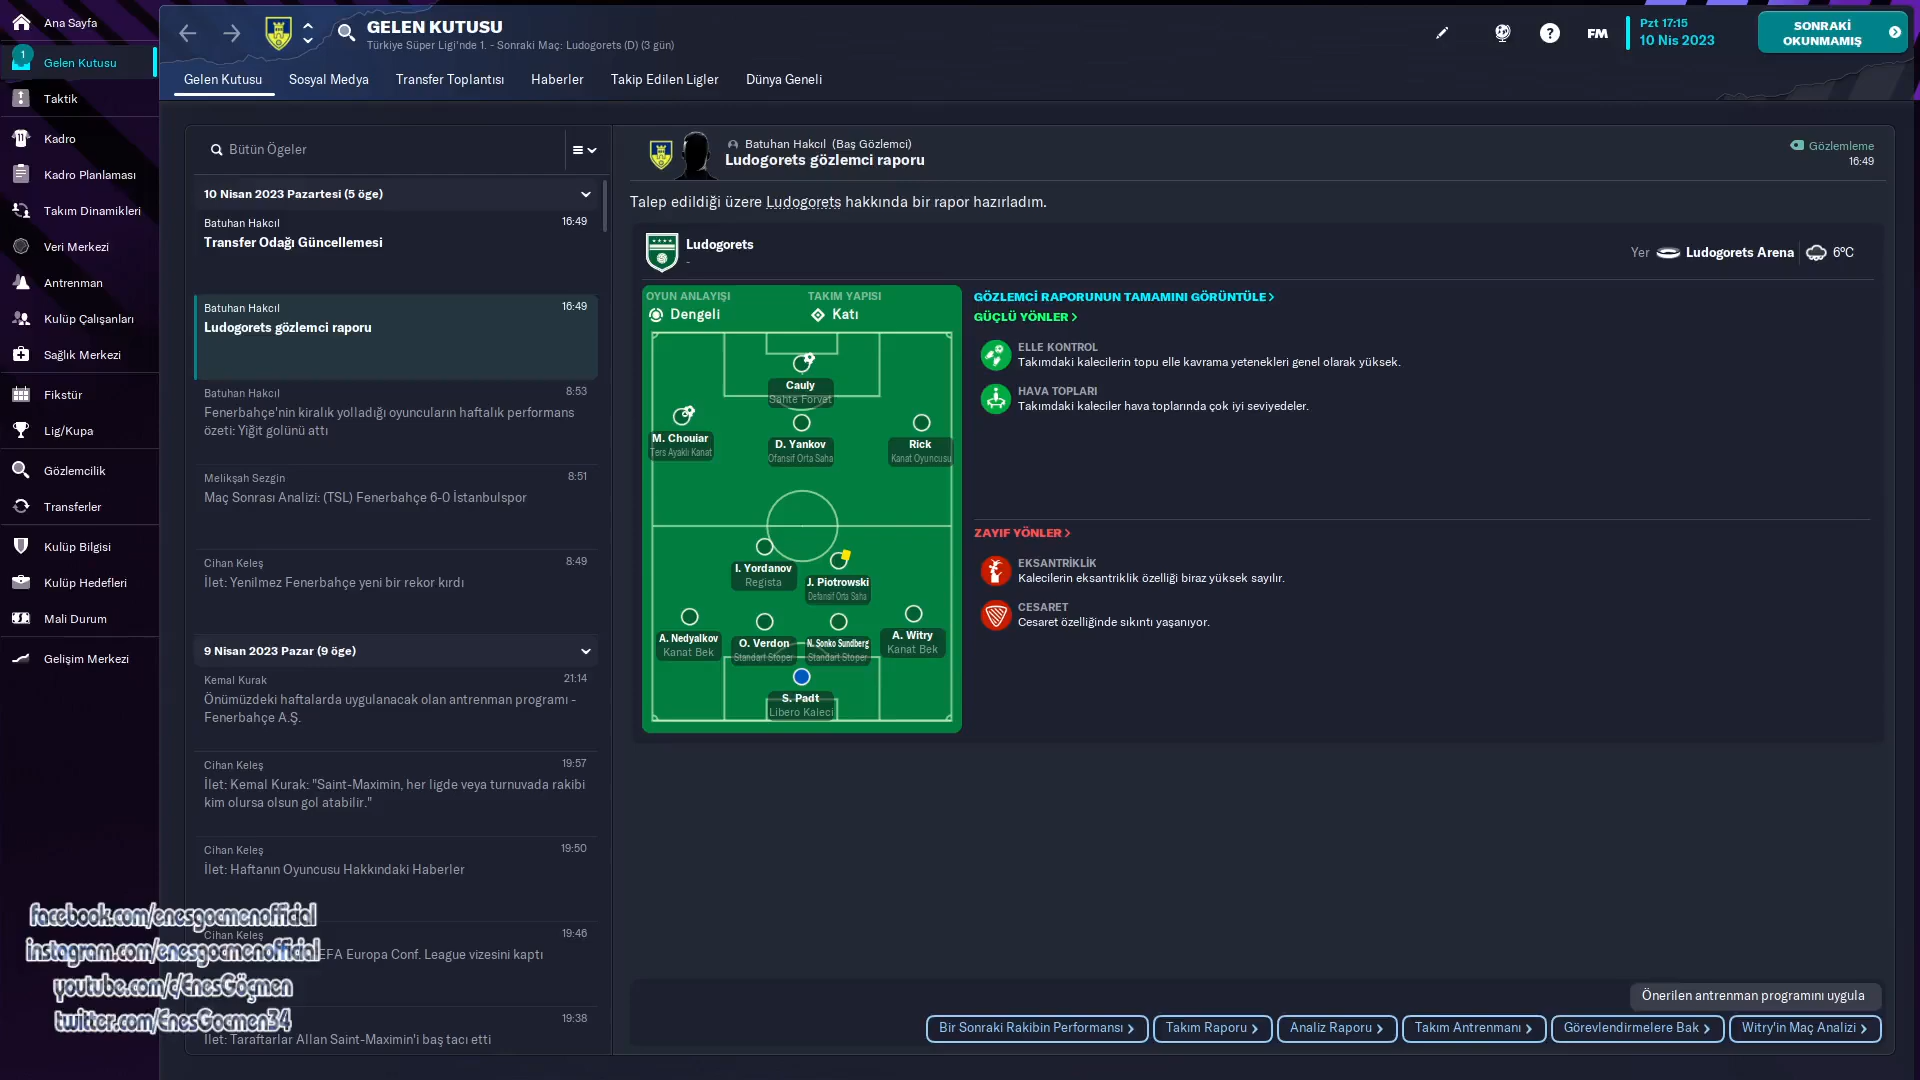 Ana Sayfa
1
Gelen Kutusu
Taktik
Kadro
Kadro Planlaması
Takım Dinamikleri
Veri Merkezi
Antrenman
Kulüp Çalışanları
Sağlık Merkezi
Fikstür
Lig/Kupa
Gözlemcilik
Transferler
Kulüp Bilgisi
Kulüp Hedefleri
Mali Durum
Gelişim Merkezi
GELEN KUTUSU
Türkiye Süper Ligi'nde 1. - Sonraki Maç: Ludogorets (D) (3 gün)
FM
Pzt 17:15
10 Nis 2023
SONRAKİ
OKUNMAMIŞ
Gelen Kutusu
Sosyal Medya
Transfer Toplantısı
Haberler
Takip Edilen Ligler
Dünya Geneli
Bütün Ögeler
10 Nisan 2023 Pazartesi (5 öge)
Batuhan Hakcıl 16:49
Transfer Odağı Güncellemesi
Batuhan Hakcıl 16:49
Ludogorets gözlemci raporu
Batuhan Hakcıl 8:53
Fenerbahçe'nin kiralık yolladığı oyuncuların haftalık performans
özeti: Yiğit golünü attı
Melikşah Sezgin 8:51
Maç Sonrası Analizi: (TSL) Fenerbahçe 6-0 İstanbulspor
Cihan Keleş 8:49
İlet: Yenilmez Fenerbahçe yeni bir rekor kırdı
9 Nisan 2023 Pazar (9 öge)
Kemal Kurak 21:14
Önümüzdeki haftalarda uygulanacak olan antrenman programı -
Fenerbahçe A.Ş.
Cihan Keleş 19:57
İlet: Kemal Kurak: "Saint-Maximin, her ligde veya turnuvada rakibi
kim olursa olsun gol atabilir."
Cihan Keleş 19:50
İlet: Haftanın Oyuncusu Hakkındaki Haberler
Cihan Keleş 19:46
EFA Europa Conf. League vizesini kaptı
19:38
İlet: Taraftarlar Allan Saint-Maximin'i baş tacı etti
facebook.com/enesgocmenofficial
instagram.com/enesgocmenofficial
youtube.com/c/EnesGöçmen
twitter.com/EnesGocmen34
Batuhan Hakcıl (Baş Gözlemci)
Ludogorets gözlemci raporu
Gözlemleme
16:49
Talep edildiği üzere Ludogorets hakkında bir rapor hazırladım.
Ludogorets
-
Yer Ludogorets Arena 6°C
OYUN ANLAYIŞI TAKIM YAPISI
Dengeli Katı
Cauly
Sahte Forvet
M. Chouiar
Ters Ayaklı Kanat
D. Yankov
Ofansif Orta Saha
Rick
Kanat Oyuncusu
I. Yordanov
Regista
J. Piotrowski
Defansif Orta Saha
A. Nedyalkov
Kanat Bek
O. Verdon
Standart Stoper
N. Sonko Sundberg
Standart Stoper
A. Witry
Kanat Bek
S. Padt
Libero Kaleci
GÖZLEMCİ RAPORUNUN TAMAMINI GÖRÜNTÜLE
GÜÇLÜ YÖNLER
ELLE KONTROL
Takımdaki kalecilerin topu elle kavrama yetenekleri genel olarak yüksek.
HAVA TOPLARI
Takımdaki kaleciler hava toplarında çok iyi seviyedeler.
ZAYIF YÖNLER
EKSANTRİKLİK
Kalecilerin eksantriklik özelliği biraz yüksek sayılır.
CESARET
Cesaret özelliğinde sıkıntı yaşanıyor.
Önerilen antrenman programını uygula
Bir Sonraki Rakibin Performansı
Takım Raporu
Analiz Raporu
Takım Antrenmanı
Görevlendirmelere Bak
Witry'in Maç Analizi